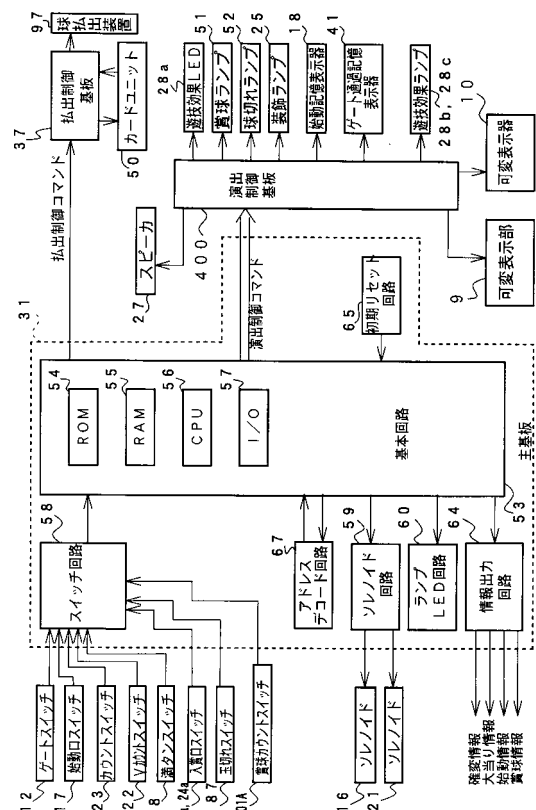 ゲートスイッチ
12
始動口スイッチ
17
カウントスイッチ
23
Vカウントスイッチ
22
満タンスイッチ
入賞口スイッチ
24a
玉切れスイッチ
87
賞球カウントスイッチ
01A
スイッチ回路
58
31
ROM
54
RAM
55
CPU
56
I/O
57
基本回路
53
主基板
初期リセット
回路
65
アドレス
デコード回路
67
ソレノイド
回路
59
ランプ
LED回路
60
情報出力
回路
64
ソレノイド
16
ソレノイド
21
確変情報
大当り情報
始動情報
賞球情報
払出制御コマンド
払出制御
基板
37
球払出装置
97
カードユニット
50
演出制御コマンド
演出制御
基板
400
スピーカ
27
遊技効果LED
28a
賞球ランプ
51
球切れランプ
52
装飾ランプ
25
始動記憶表示器
18
ゲート通過記憶
表示器
41
遊技効果ランプ
28b, 28c
可変表示器
10
可変表示部
9